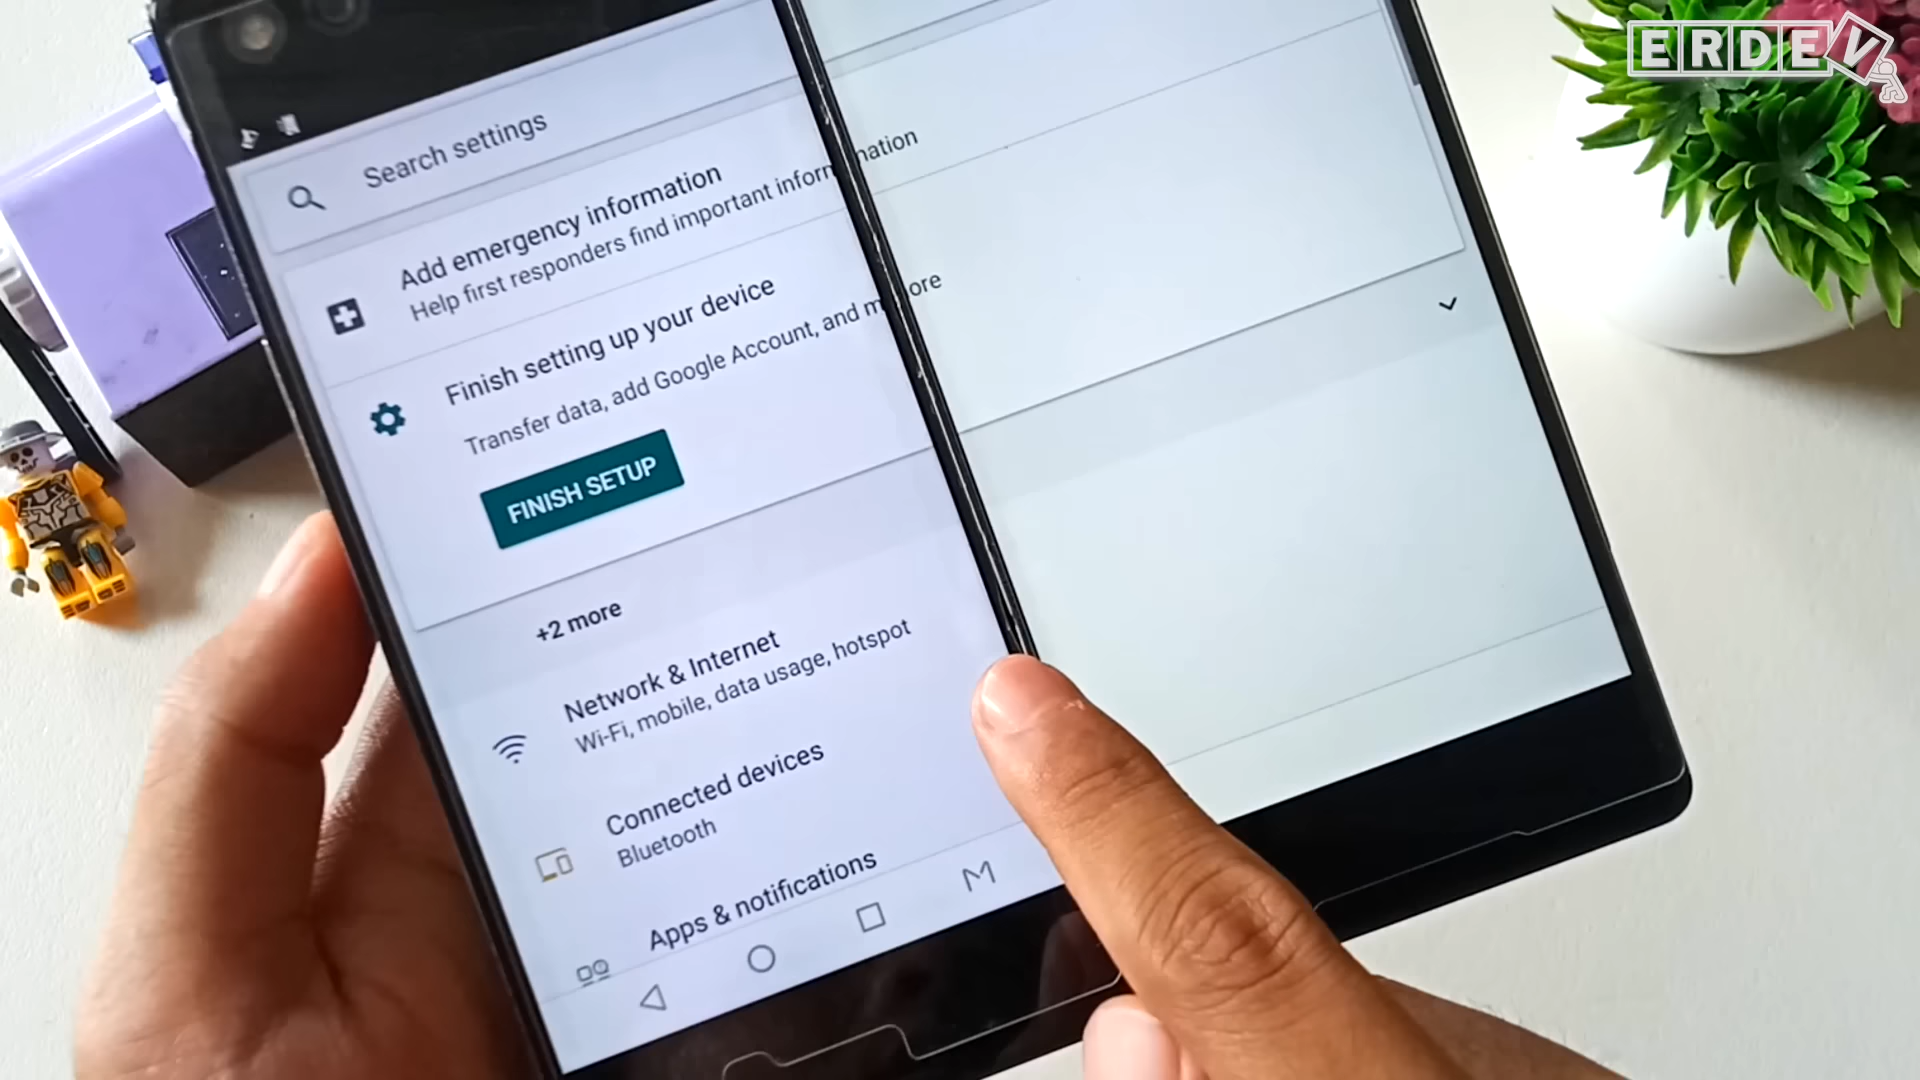 ERDEV
Search settings
Add emergency information
Help first responders find important information
Finish setting up your device
Transfer data, add Google Account, and more
FINISH SETUP
+2 more
Network & Internet
Wi-Fi, mobile, data usage, hotspot
Connected devices
Bluetooth
Apps & notifications
M